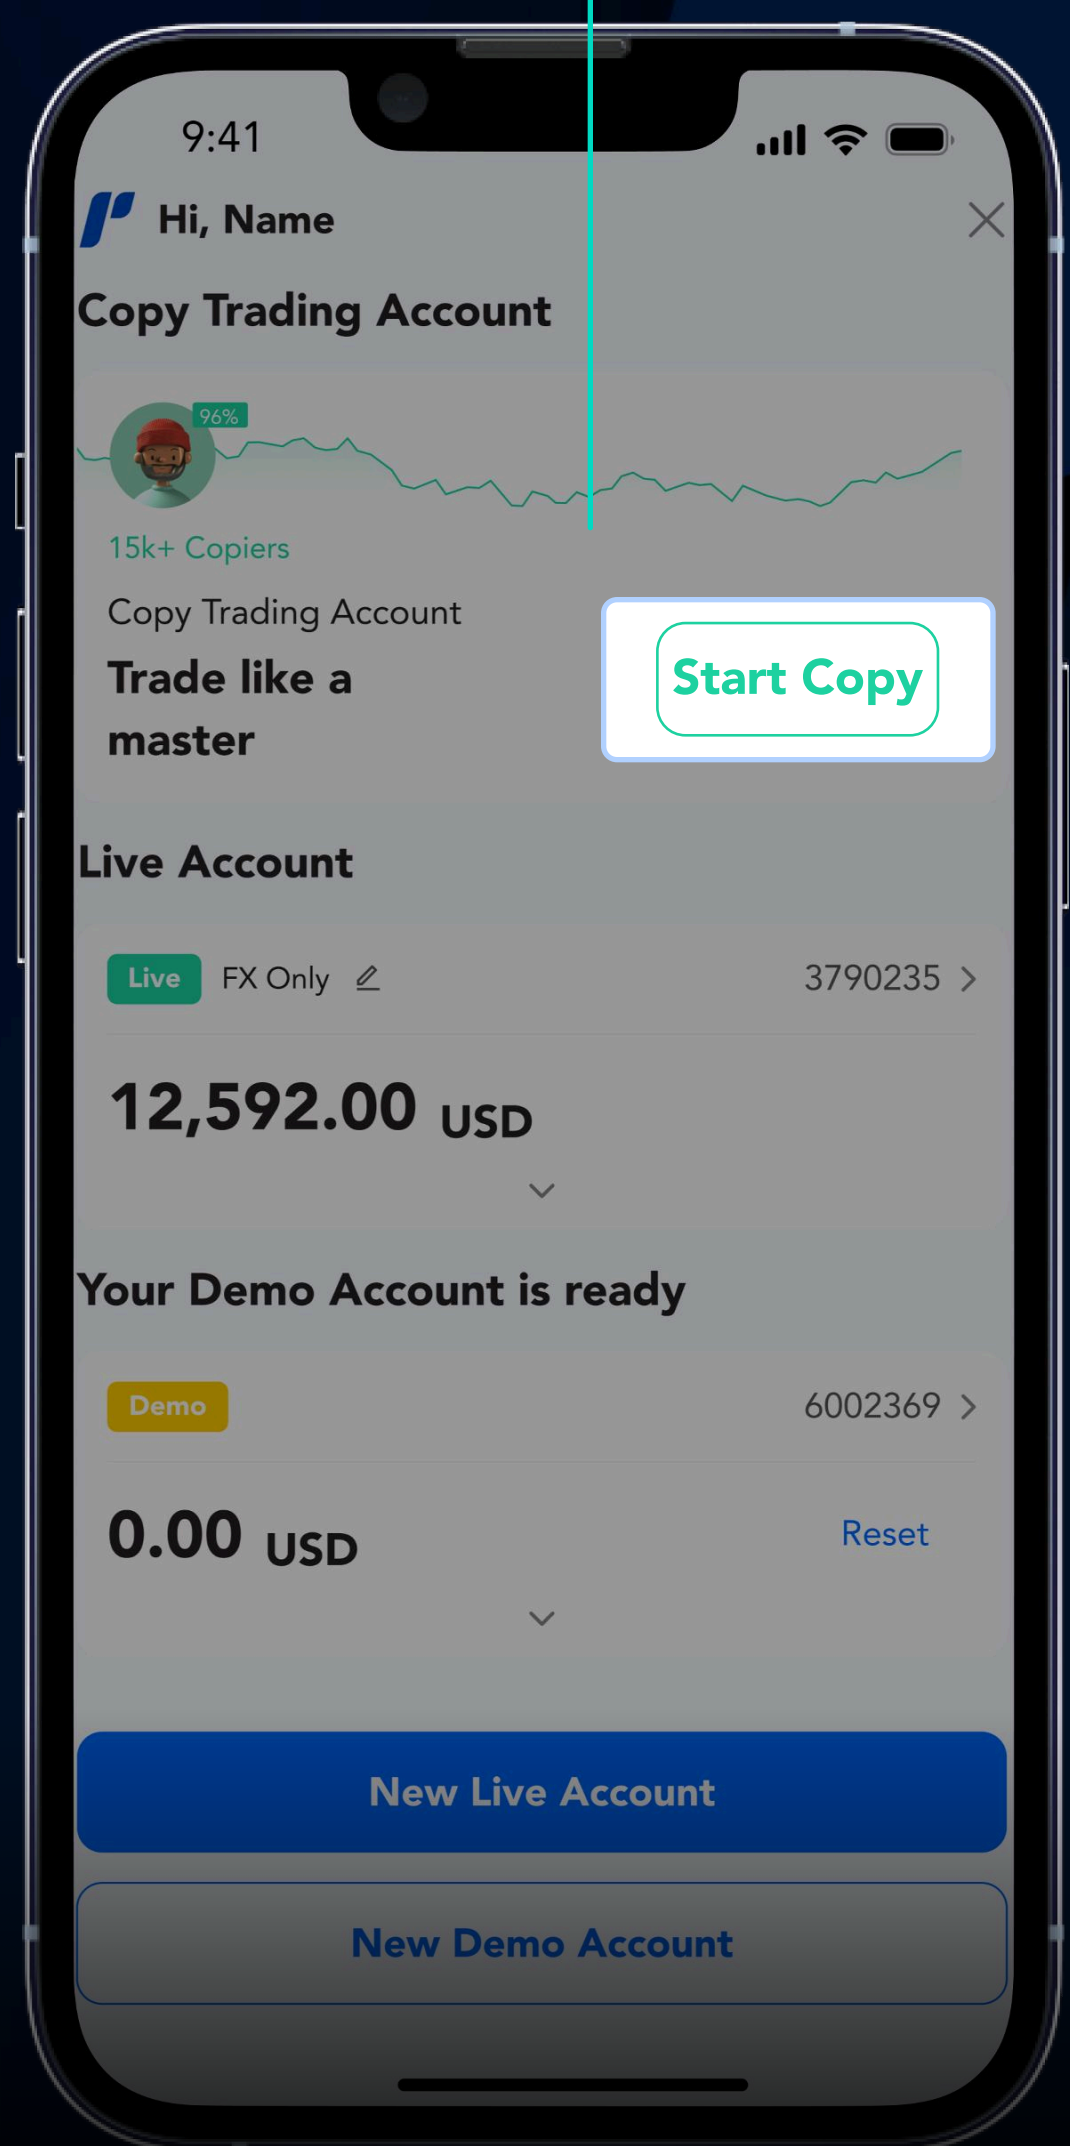 9:41
Hi, Name
Copy Trading Account
96%
15k+ Copiers
Copy Trading Account
Trade like a
master
Start Copy
Live Account
Live FX Only 3790235
12,592.00 USD
Your Demo Account is ready
Demo 6002369
0.00 USD Reset
New Live Account
New Demo Account